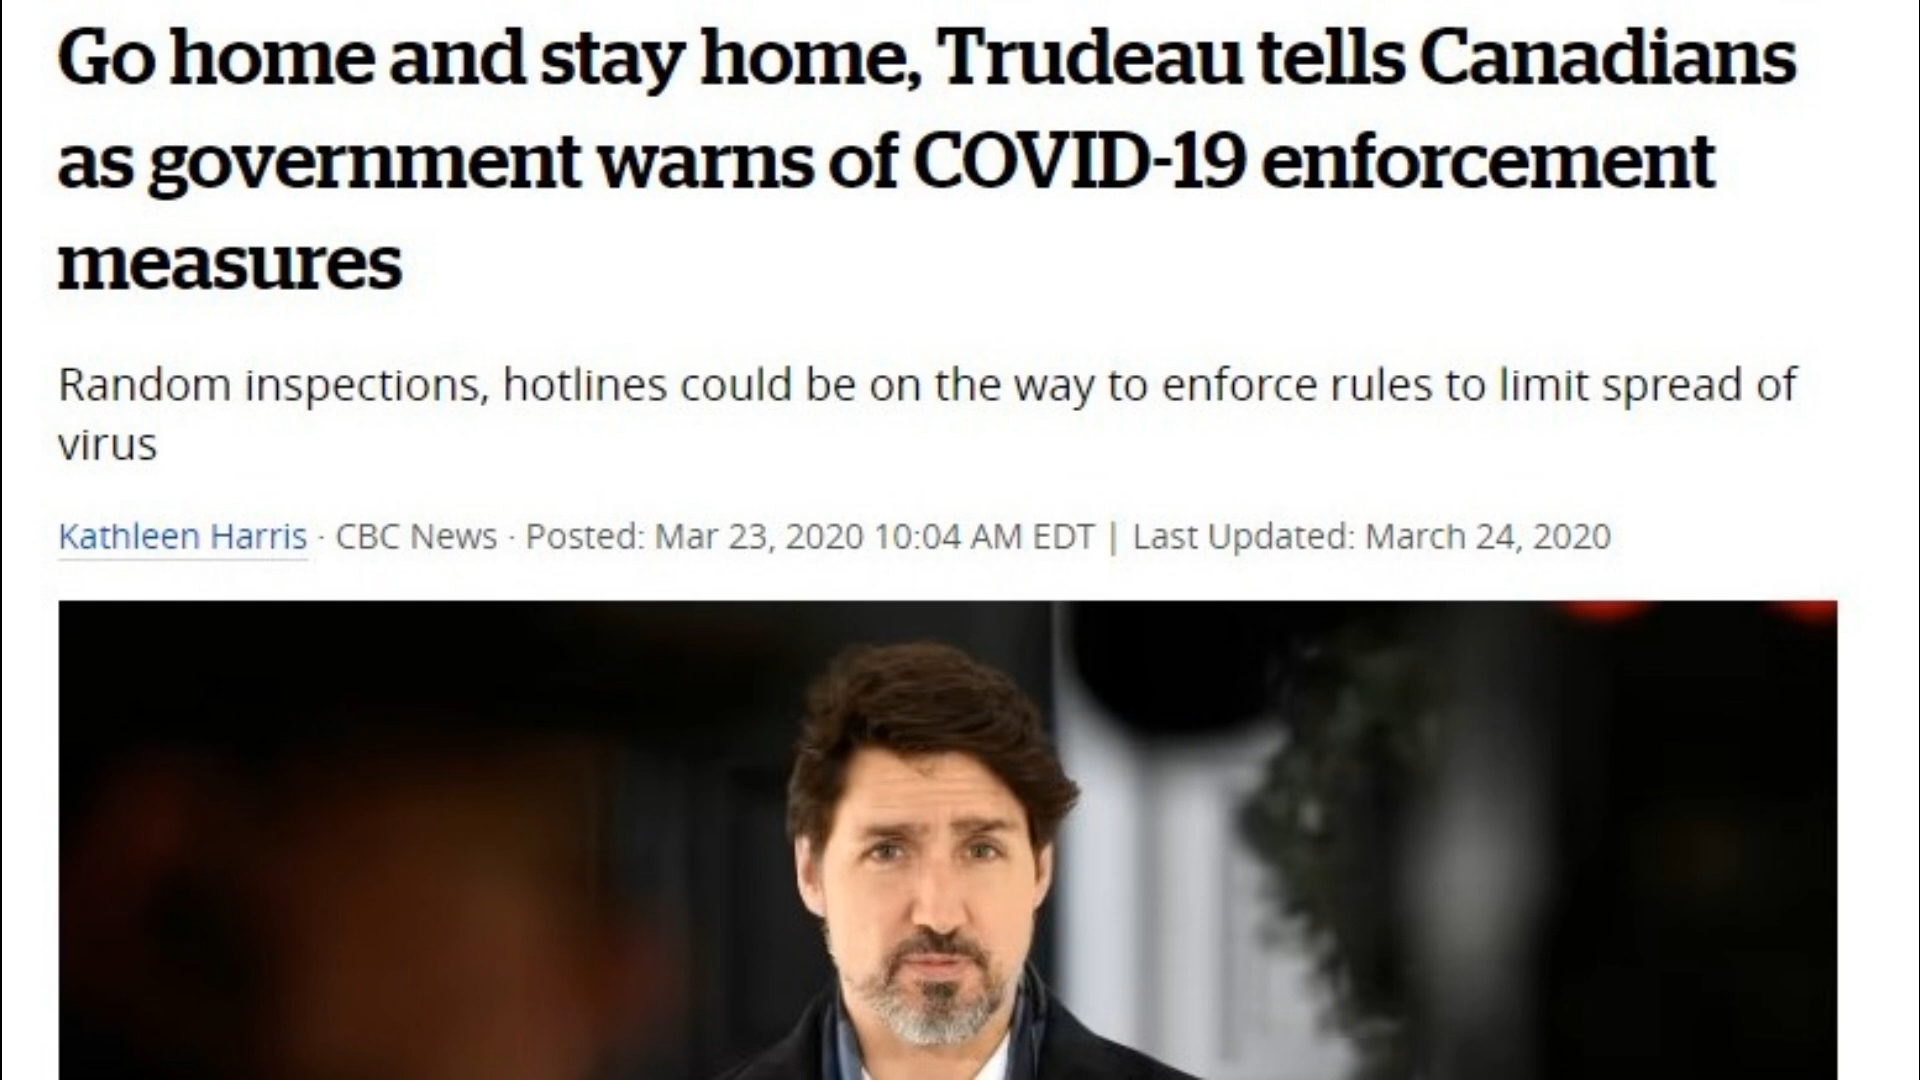 Go home and stay home, Trudeau tells Canadians
as government warns of COVID-19 enforcement
measures
Random inspections, hotlines could be on the way to enforce rules to limit spread of
virus
Kathleen Harris · CBC News · Posted: Mar 23, 2020 10:04 AM EDT | Last Updated: March 24, 2020